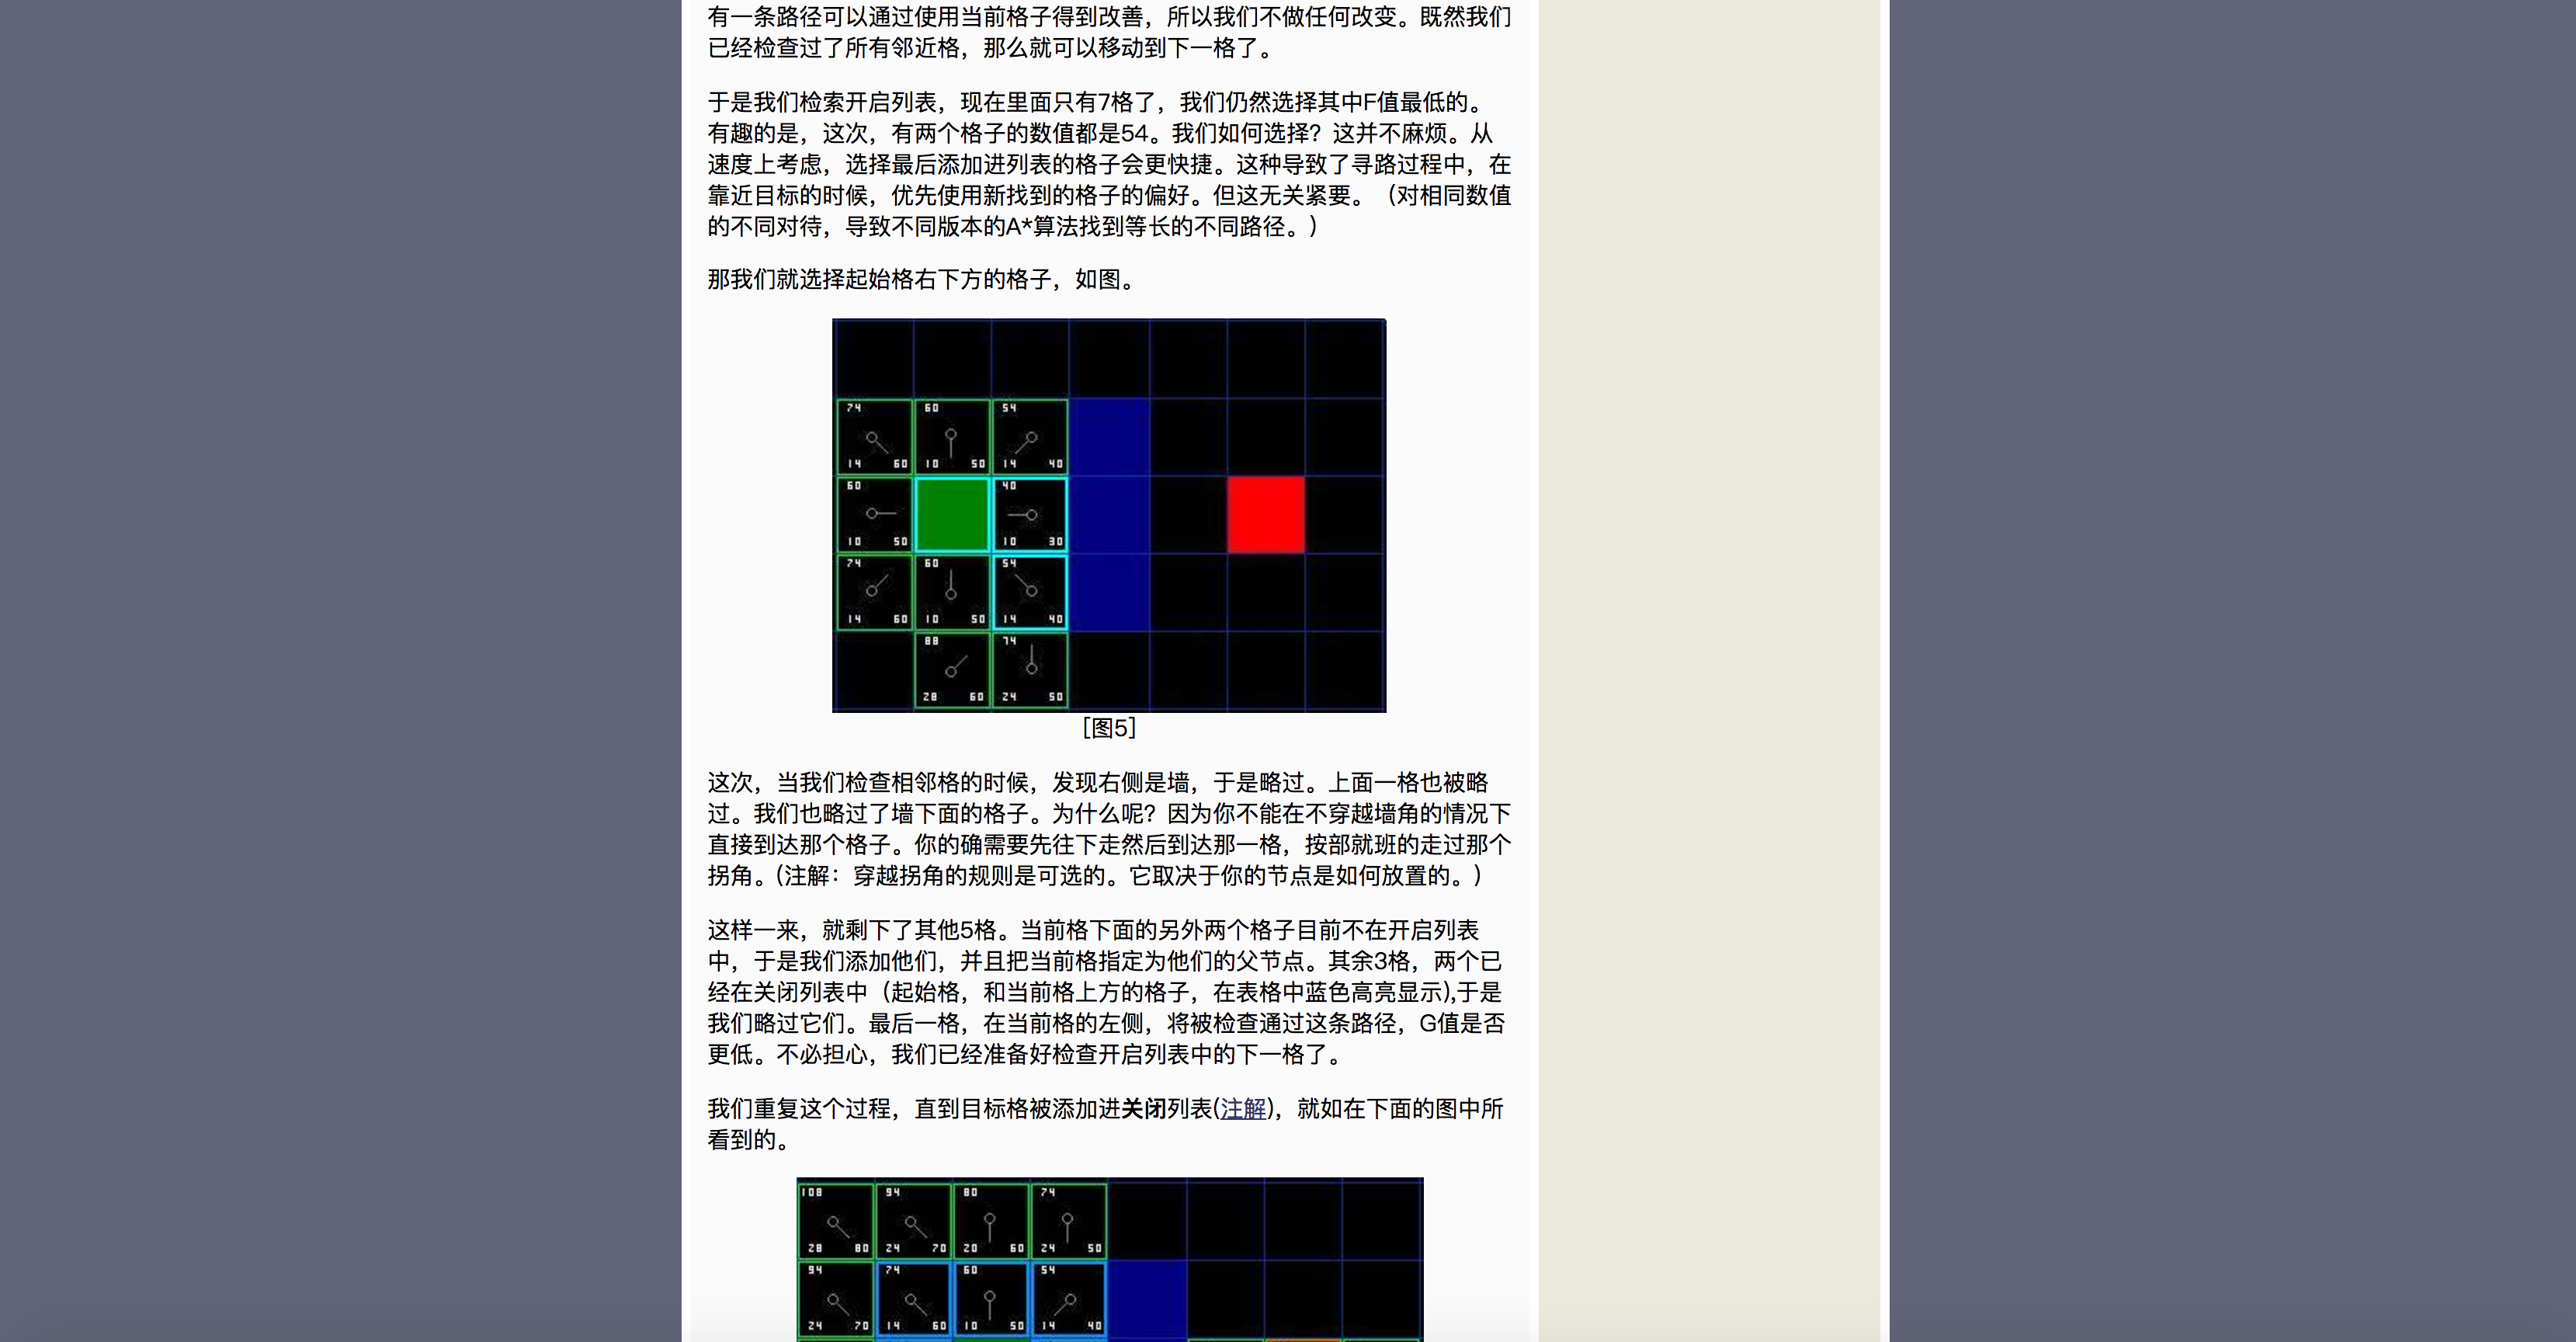 有一条路径可以通过使用当前格子得到改善，所以我们不做任何改变。既然我们
已经检查过了所有邻近格，那么就可以移动到下一格了。
于是我们检索开启列表，现在里面只有7格了，我们仍然选择其中F值最低的。
有趣的是，这次，有两个格子的数值都是54。我们如何选择？这并不麻烦。从
速度上考虑，选择最后添加进列表的格子会更快捷。这种导致了寻路过程中，在
靠近目标的时候，优先使用新找到的格子的偏好。但这无关紧要。（对相同数值
的不同对待，导致不同版本的A*算法找到等长的不同路径。）
那我们就选择起始格右下方的格子，如图。
74 60 54
14 60 10 50 14 40
60 40
10 50 10 30
74 60 54
14 60 10 50 14 40
88 74
28 60 24 50
[图5]
这次，当我们检查相邻格的时候，发现右侧是墙，于是略过。上面一格也被略
过。我们也略过了墙下面的格子。为什么呢？因为你不能在不穿越墙角的情况下
直接到达那个格子。你的确需要先往下走然后到达那一格，按部就班的走过那个
拐角。(注解：穿越拐角的规则是可选的。它取决于你的节点是如何放置的。)
这样一来，就剩下了其他5格。当前格下面的另外两个格子目前不在开启列表
中，于是我们添加他们，并且把当前格指定为他们的父节点。其余3格，两个已
经在关闭列表中（起始格，和当前格上方的格子，在表格中蓝色高亮显示),于是
我们略过它们。最后一格，在当前格的左侧，将被检查通过这条路径，G值是否
更低。不必担心，我们已经准备好检查开启列表中的下一格了。
我们重复这个过程，直到目标格被添加进关闭列表(注解)，就如在下面的图中所
看到的。
108 94 80 74
28 80 24 70 20 60 24 50
94 74 60 54
24 70 14 60 10 50 14 40